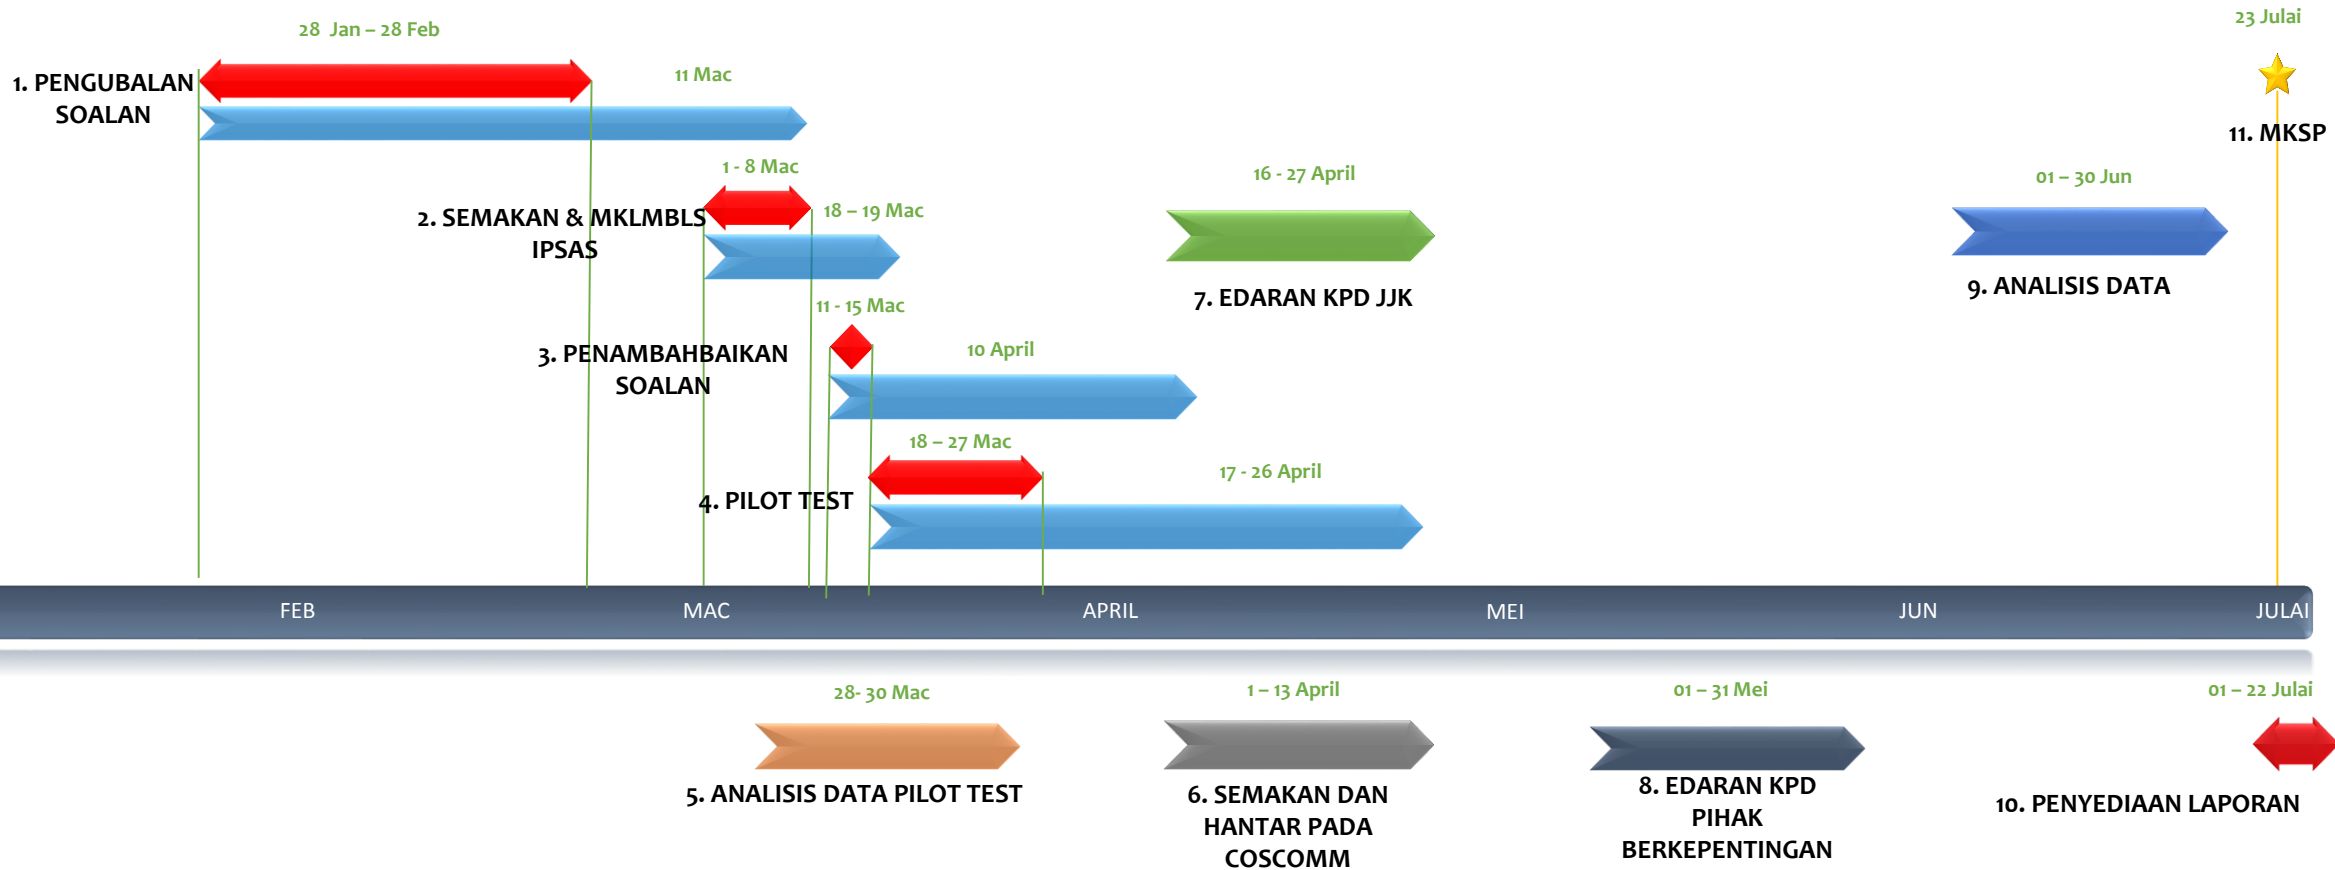 28 Jan – 28 Feb
1. PENGUBALAN
SOALAN
11 Mac
1 - 8 Mac
2. SEMAKAN & MKLMBLS
IPSAS
18 – 19 Mac
11 - 15 Mac
3. PENAMBAHBAIKAN
SOALAN
10 April
18 – 27 Mac
4. PILOT TEST
17 - 26 April
16 - 27 April
7. EDARAN KPD JJK
01 – 30 Jun
9. ANALISIS DATA
23 Julai
11. MKSP
FEB
MAC
APRIL
MEI
JUN
JULAI
28- 30 Mac
5. ANALISIS DATA PILOT TEST
1 – 13 April
6. SEMAKAN DAN
HANTAR PADA
COSCOMM
01 – 31 Mei
8. EDARAN KPD
PIHAK
BERKEPENTINGAN
01 – 22 Julai
10. PENYEDIAAN LAPORAN